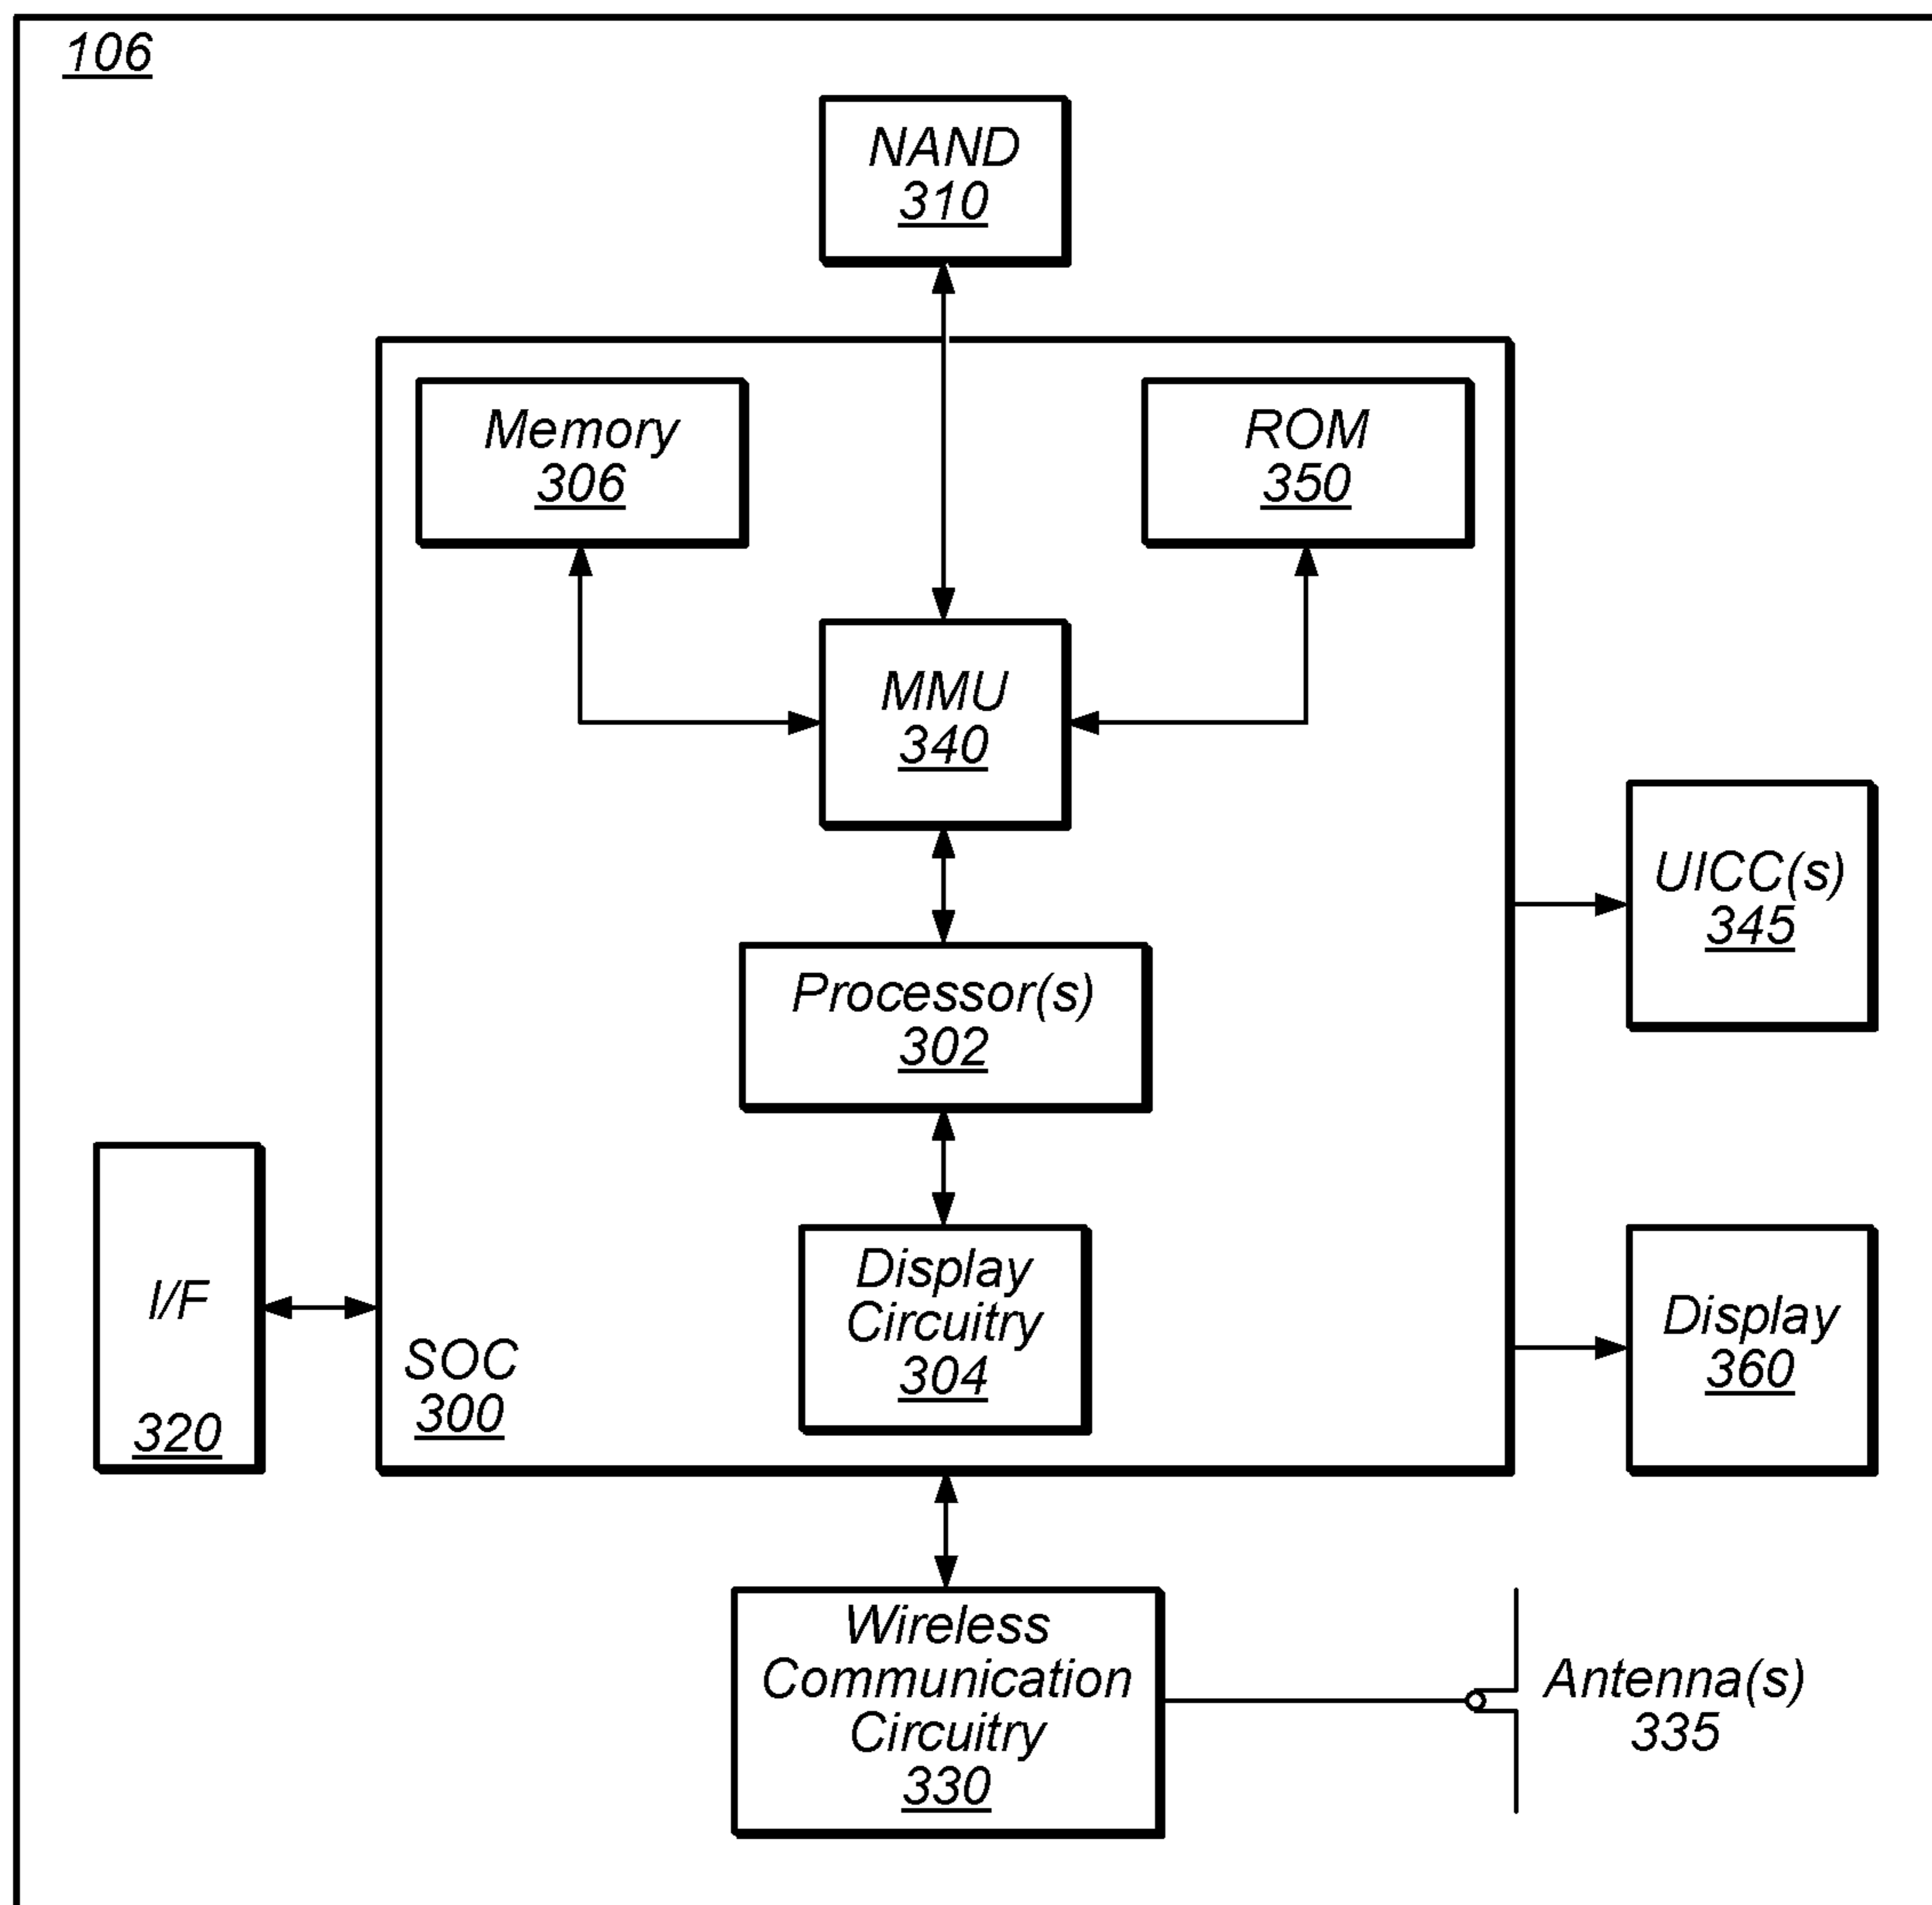 106
NAND
310
Memory
306
ROM
350
MMU
340
UICC(s)
345
Processor(s)
302
I/F
320
Display
Circuitry
304
SOC
300
Display
360
Wireless
Communication
Circuitry
330
Antenna(s)
335